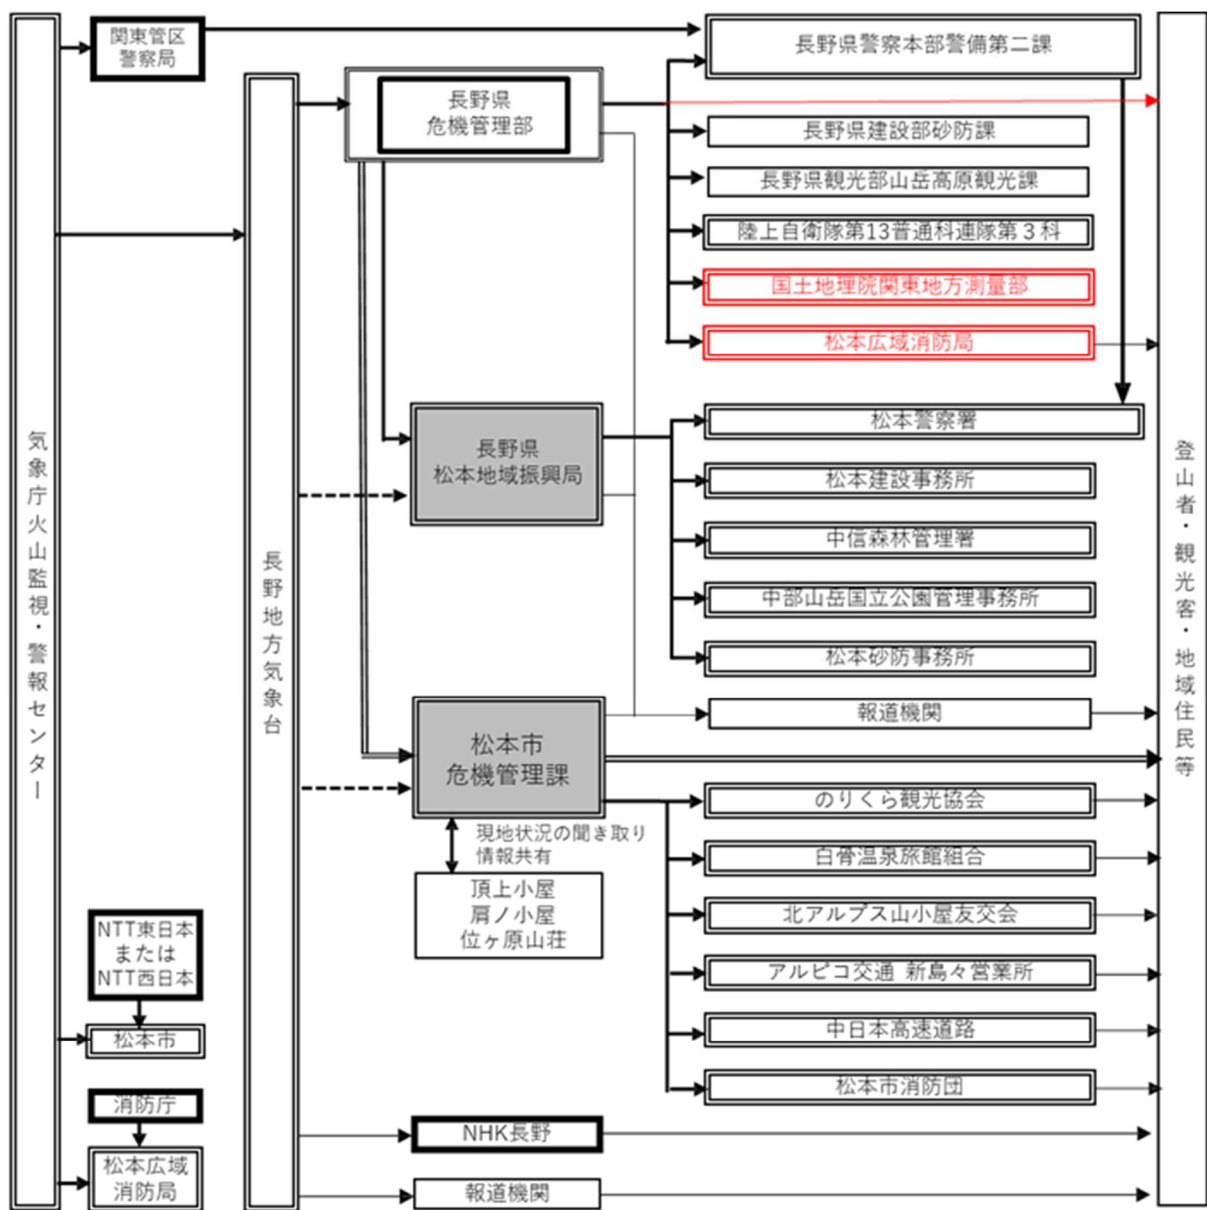 気象庁火山監視・警報センター
関東管区
警察局
長野地方気象台
長野県
危機管理部
長野県警察本部警備第二課
長野県建設部砂防課
長野県観光部山岳高原観光課
陸上自衛隊第13普通科連隊第３科
国土地理院関東地方測量部
松本広域消防局
長野県
松本地域振興局
松本警察署
松本建設事務所
中信森林管理署
中部山岳国立公園管理事務所
松本砂防事務所
報道機関
松本市
危機管理課
現地状況の聞き取り
情報共有
頂上小屋
肩ノ小屋
位ヶ原山荘
のりくら観光協会
白骨温泉旅館組合
北アルプス山小屋友交会
アルピコ交通 新島々営業所
中日本高速道路
松本市消防団
NTT東日本
または
NTT西日本
松本市
消防庁
松本広域
消防局
NHK長野
報道機関
登山者・観光客・地域住民等